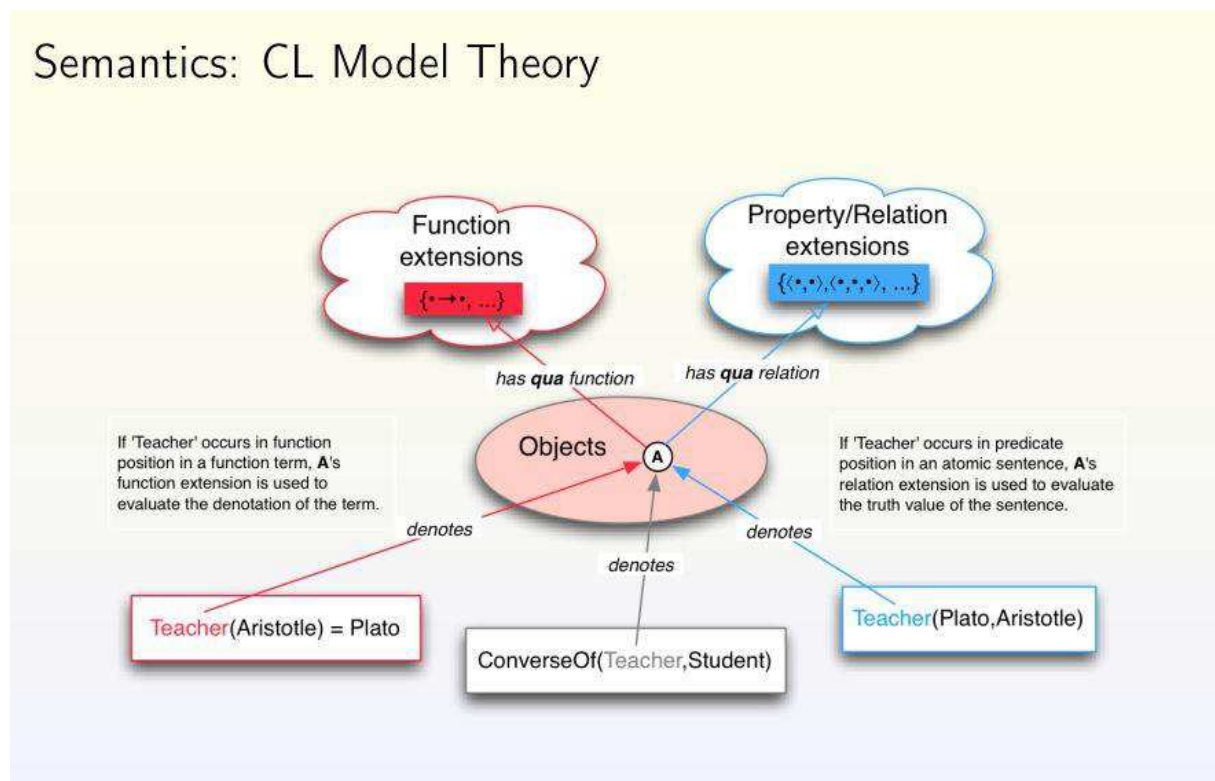 Semantics: CL Model Theory
Function
extensions
{•→•, ...}
Property/Relation
extensions
{⟨•,•⟩,⟨•,•,•⟩, ...}
has qua function
has qua relation
If 'Teacher' occurs in function
position in a function term, A's
function extension is used to
evaluate the denotation of the term.
Objects
A
If 'Teacher' occurs in predicate
position in an atomic sentence, A's
relation extension is used to evaluate
the truth value of the sentence.
denotes
denotes
denotes
Teacher(Aristotle) = Plato
ConverseOf(Teacher,Student)
Teacher(Plato,Aristotle)